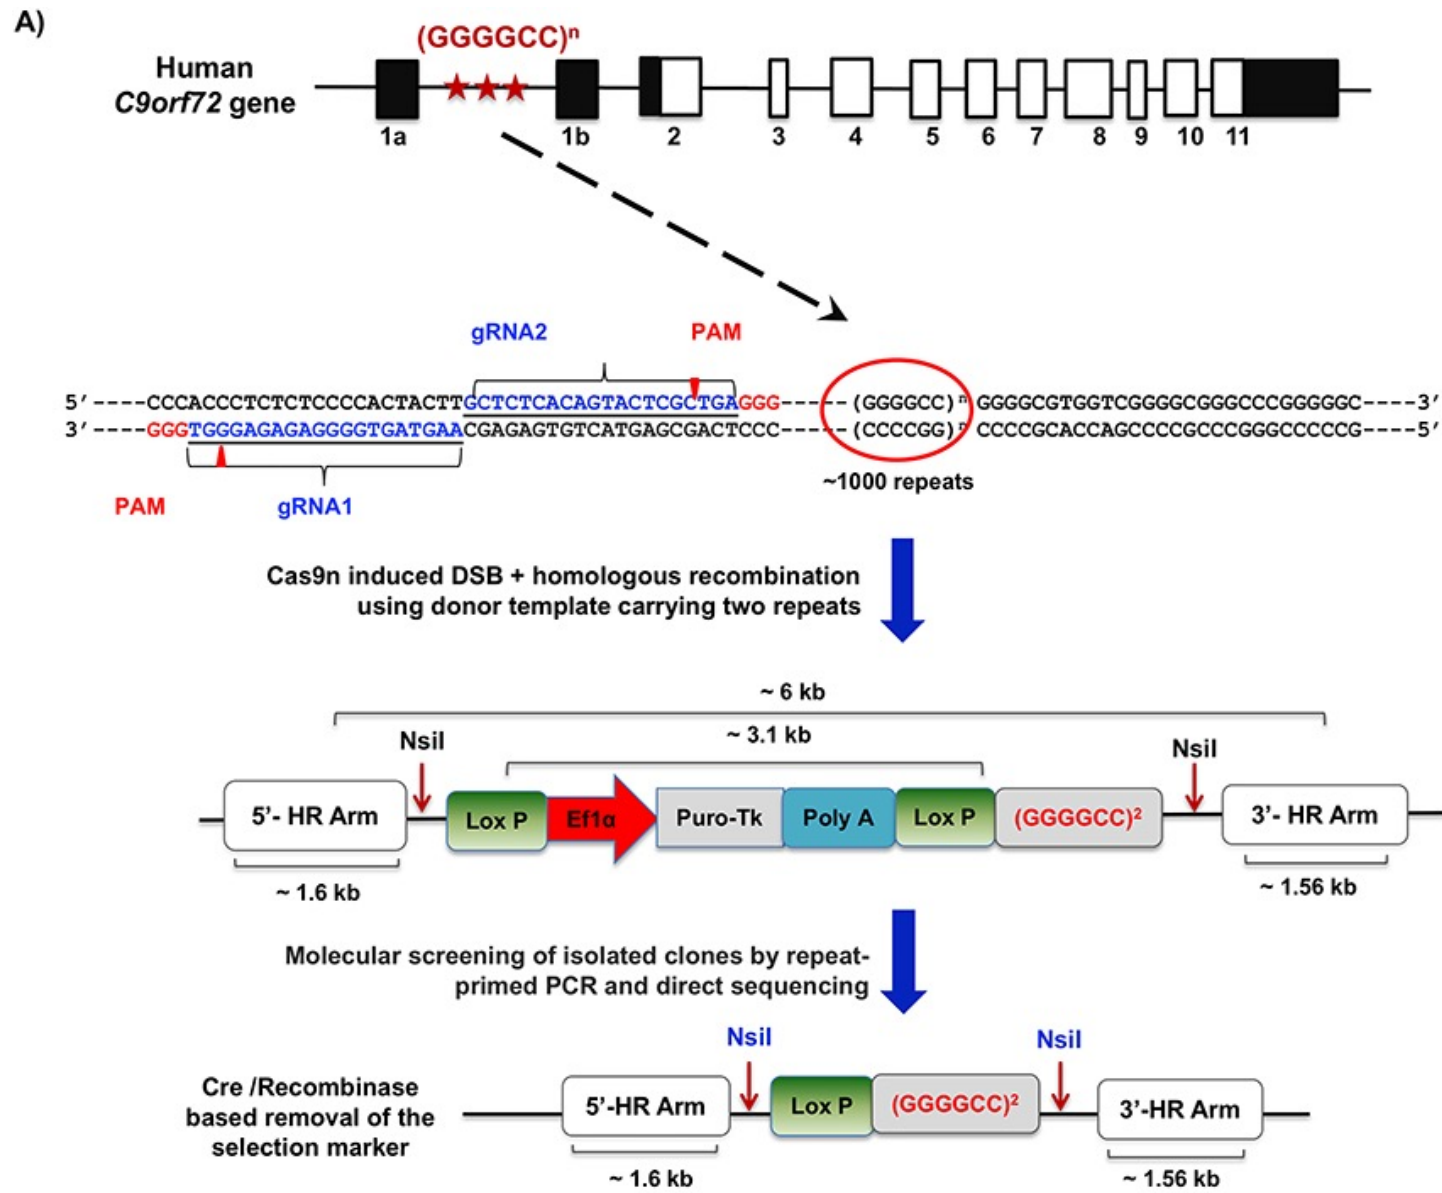 A)
(GGGGCC)ⁿ
Human
C9orf72 gene
1a 1b 2 3 4 5 6 7 8 9 10 11
gRNA2 PAM
5′----CCCACCCTCTCTCCCCACTACTTGCTCTCACAGTACTCGCTGAGGG-----(GGGGCC)ⁿ GGGGCGTGGTCGGGGCGGGCCCGGGGGC----3′
3′----GGGTGGGAGAGAGGGGTGATGAACGAGAGTGTCATGAGCGACTCCC-----(CCCCGG)ⁿ CCCCGCACCAGCCCCGCCCGGGCCCCCG----5′
~1000 repeats
PAM gRNA1
Cas9n induced DSB + homologous recombination
using donor template carrying two repeats
~ 6 kb
~ 3.1 kb
NsiI NsiI
5’- HR Arm Lox P Ef1α Puro-Tk Poly A Lox P (GGGGCC)² 3’- HR Arm
~ 1.6 kb ~ 1.56 kb
Molecular screening of isolated clones by repeat-
primed PCR and direct sequencing
NsiI NsiI
Cre /Recombinase
based removal of the
selection marker
5’-HR Arm Lox P (GGGGCC)² 3’-HR Arm
~ 1.6 kb ~ 1.56 kb